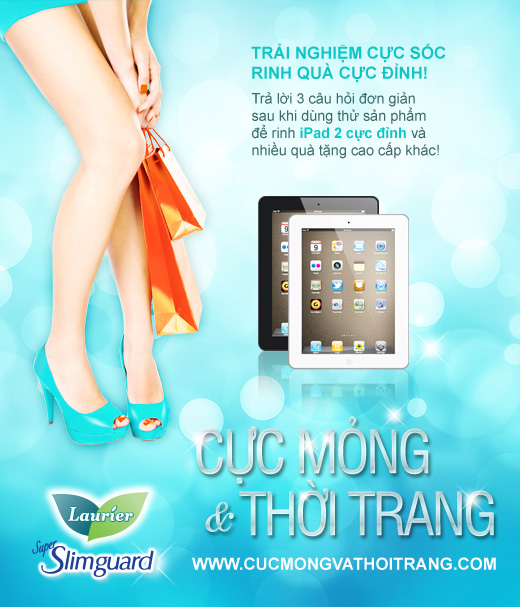 TRẢI NGHIỆM CỰC SỐC
RINH QUÀ CỰC ĐỈNH!
Trả lời 3 câu hỏi đơn giản
sau khi dùng thử sản phẩm
để rinh iPad 2 cực đỉnh và
nhiều quà tặng cao cấp khác!
CỰC MỎNG
& THỜI TRANG
Laurier
Super
Slimguard
WWW.CUCMONGVATHOITRANG.COM